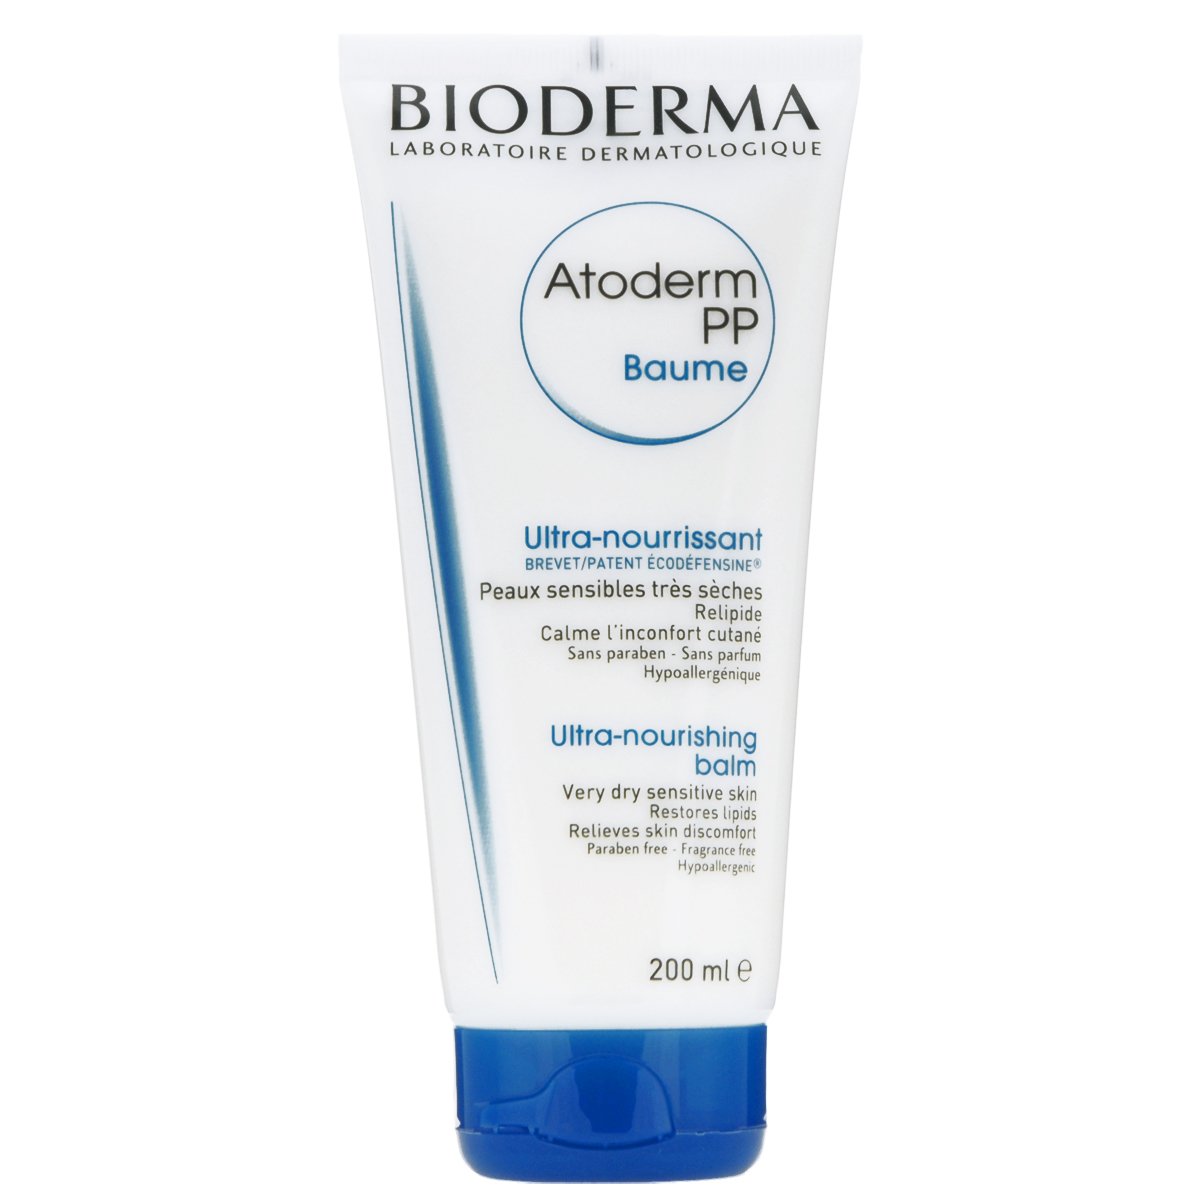 BIODERMA
LABORATOIRE DERMATOLOGIQUE
Atoderm
PP
Baume
Ultra-nourrissant
BREVET/PATENT ÉCODÉFENSINE®
Peaux sensibles très sèches
Relipide
Calme l'inconfort cutané
Sans paraben - Sans parfum
Hypoallergénique
Ultra-nourishing
balm
Very dry sensitive skin
Restores lipids
Relieves skin discomfort
Paraben free - Fragrance free
Hypoallergenic
200 ml ℮